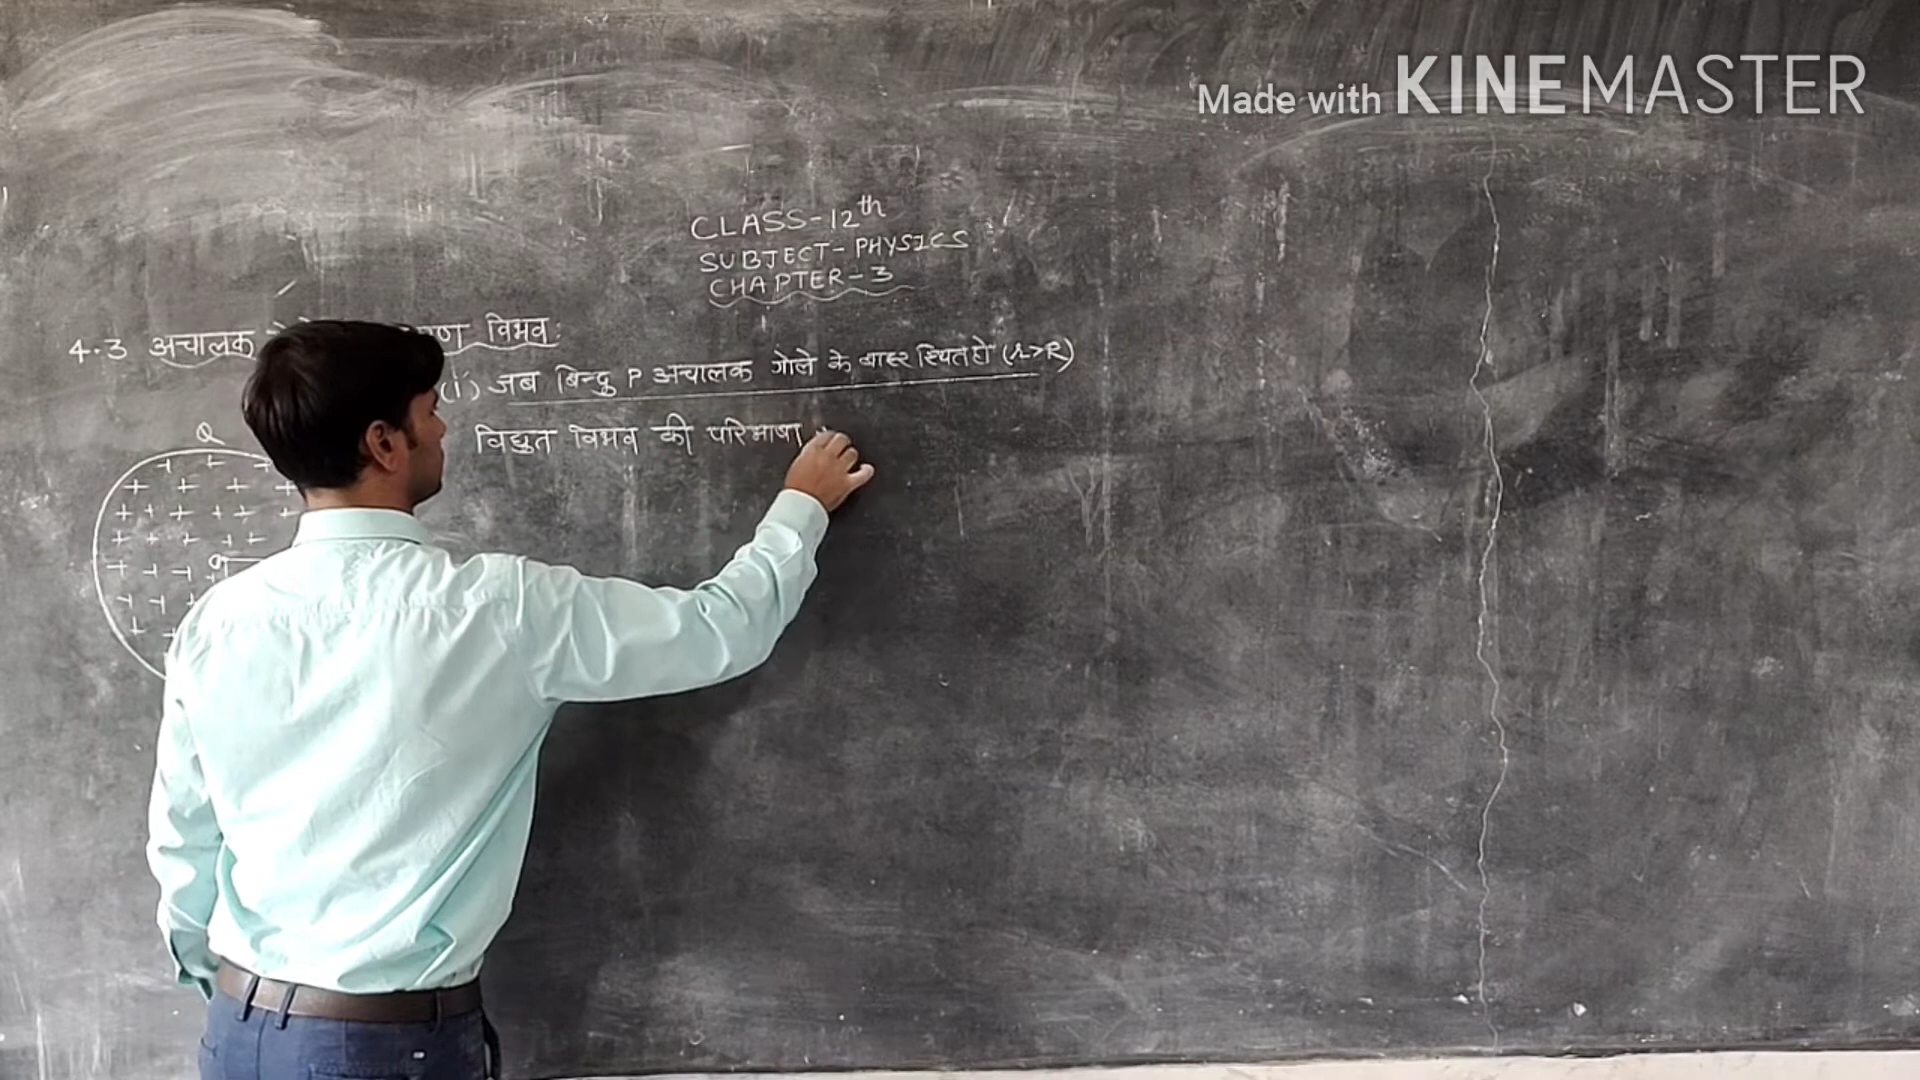 Made with KINEMASTER
CLASS-12th
SUBJECT-PHYSICS
CHAPTER-3
4.3 अचालक विभव:
(i) जब बिन्दु P अचालक गोले के बाहर स्थित हो (r>R)
विद्युत विभव की परिभाषा
Q
O